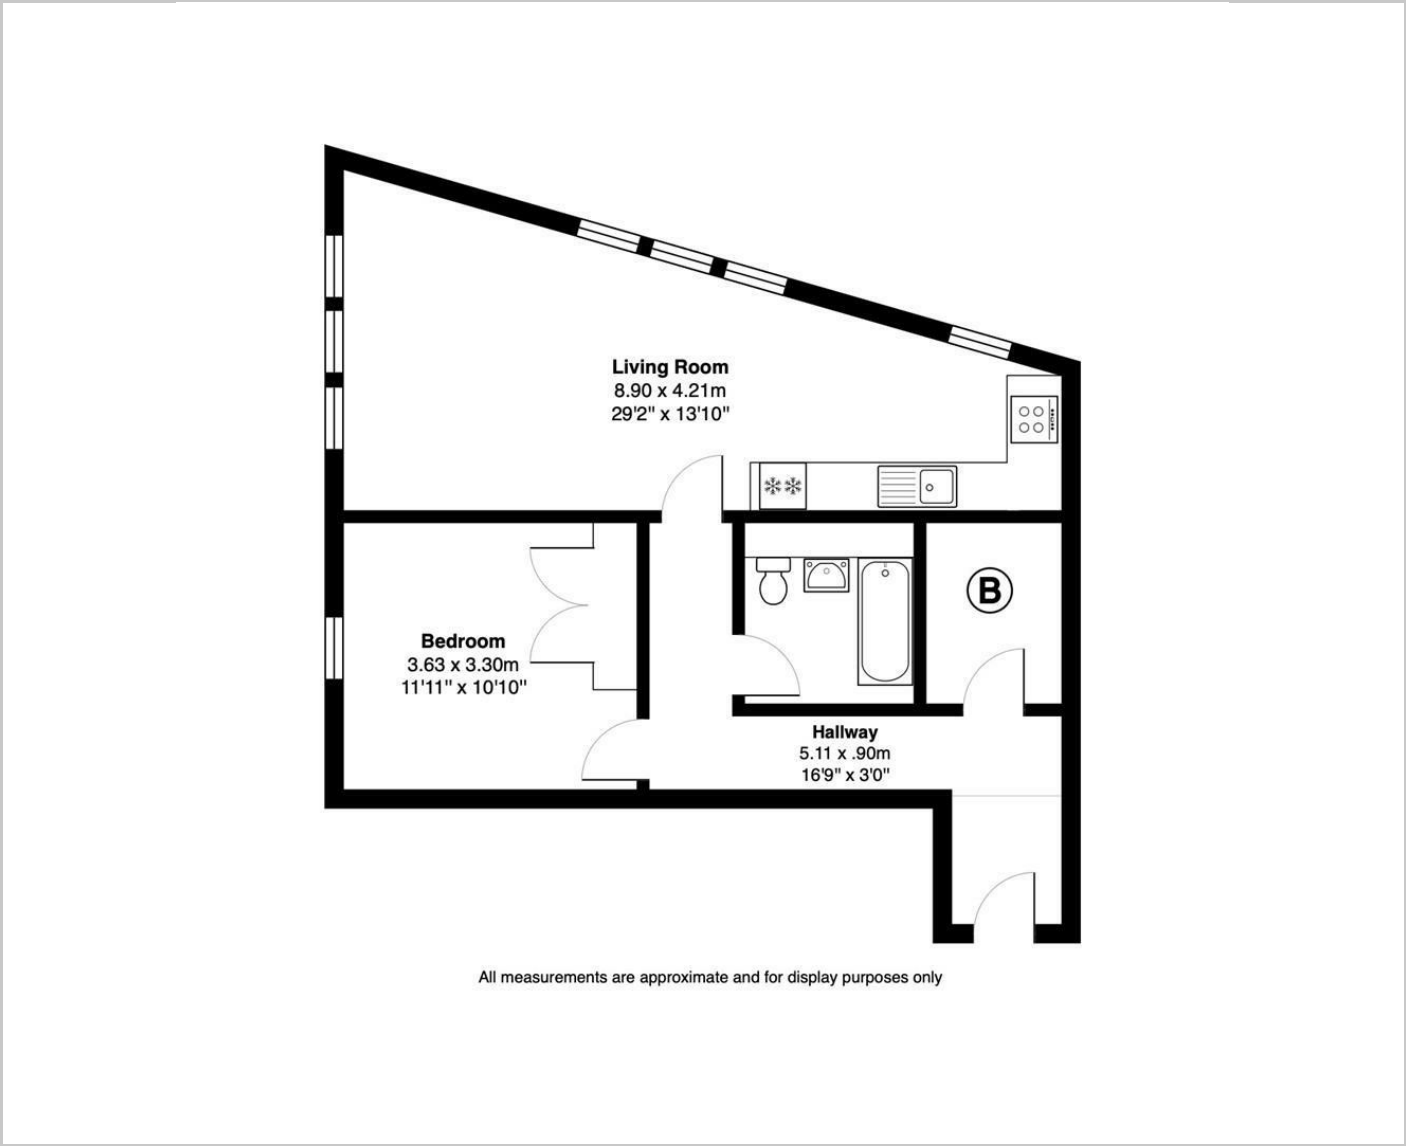 Living Room
8.90 x 4.21m
29'2" x 13'10"
Bedroom
3.63 x 3.30m
11'11" x 10'10"
B
Hallway
5.11 x .90m
16'9" x 3'0"
All measurements are approximate and for display purposes only